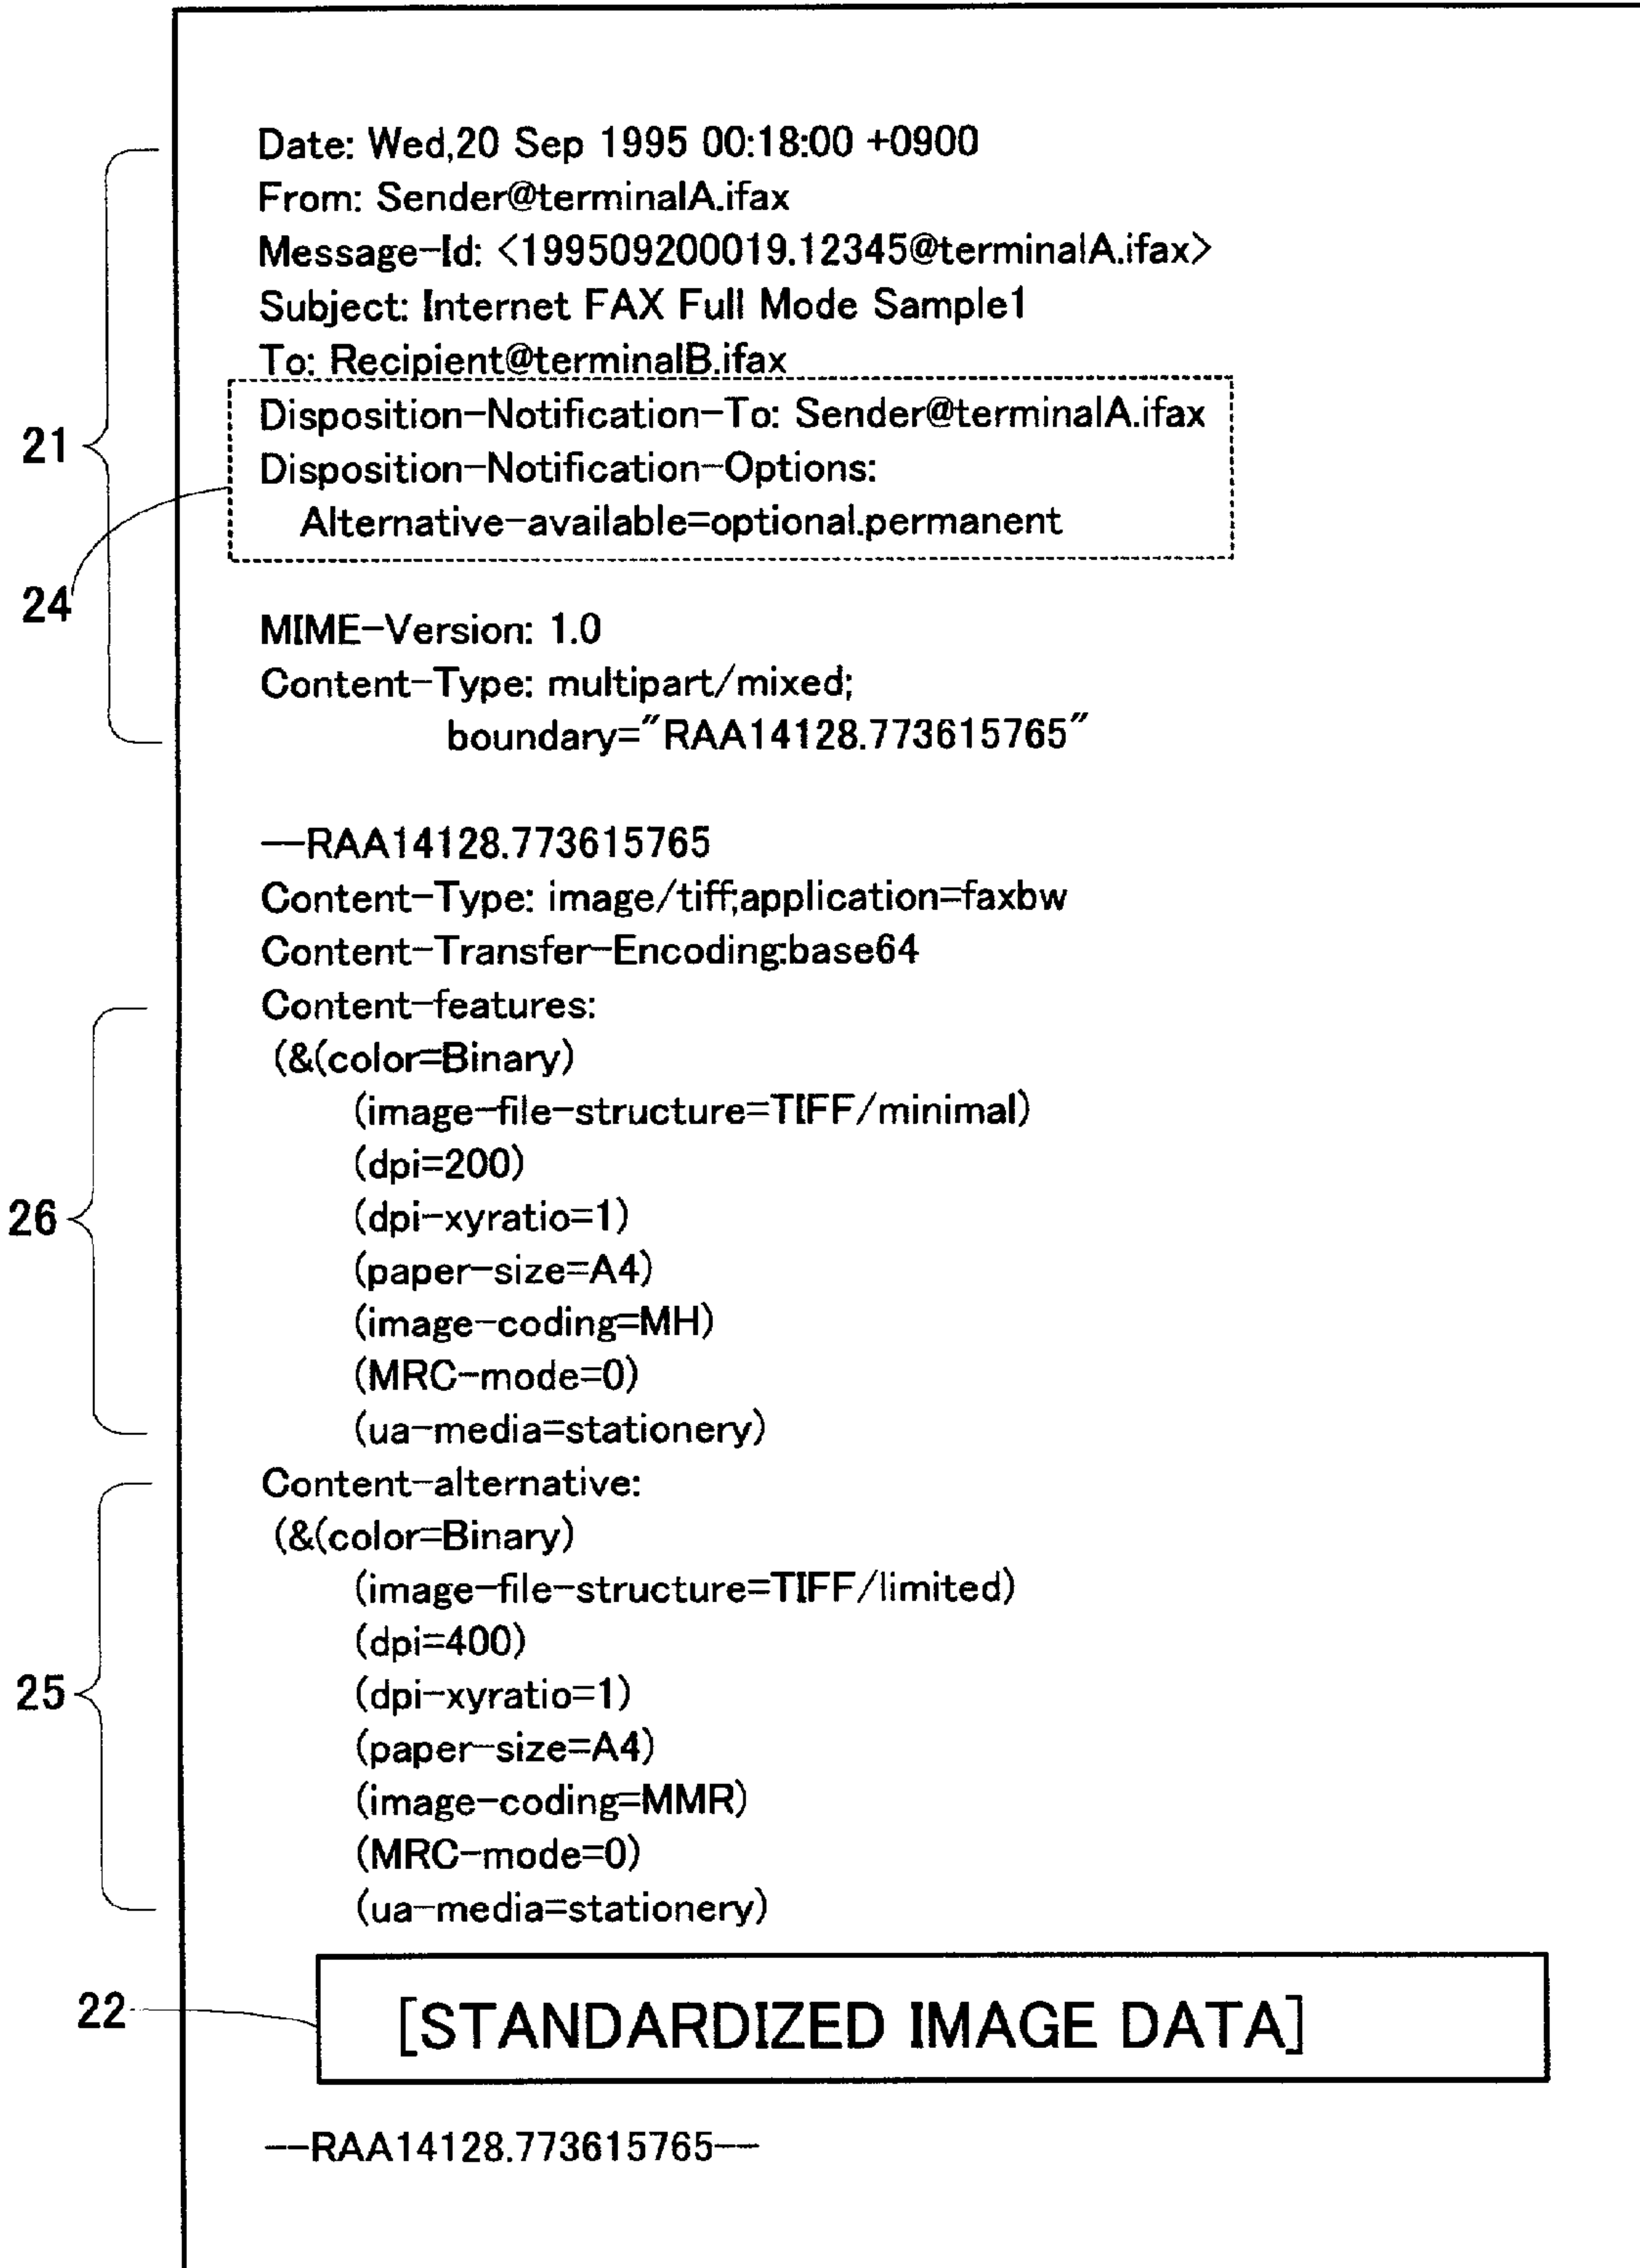 Date: Wed,20 Sep 1995 00:18:00 +0900
From: Sender@terminalA.ifax
Message-Id: <199509200019.12345@terminalA.ifax>
Subject: Internet FAX Full Mode Sample1
To: Recipient@terminalB.ifax
Disposition-Notification-To: Sender@terminalA.ifax
21
Disposition-Notification-Options:
Alternative-available=optional.permanent
24
MIME-Version: 1.0
Content-Type: multipart/mixed;
boundary="RAA14128.773615765"
--RAA14128.773615765
Content-Type: image/tiff;application=faxbw
Content-Transfer-Encoding:base64
Content-features:
(&(color=Binary)
(image-file-structure=TIFF/minimal)
(dpi=200)
26
(dpi-xyratio=1)
(paper-size=A4)
(image-coding=MH)
(MRC-mode=0)
(ua-media=stationery)
Content-alternative:
(&(color=Binary)
(image-file-structure=TIFF/limited)
(dpi=400)
25
(dpi-xyratio=1)
(paper-size=A4)
(image-coding=MMR)
(MRC-mode=0)
(ua-media=stationery)
22
[STANDARDIZED IMAGE DATA]
--RAA14128.773615765--